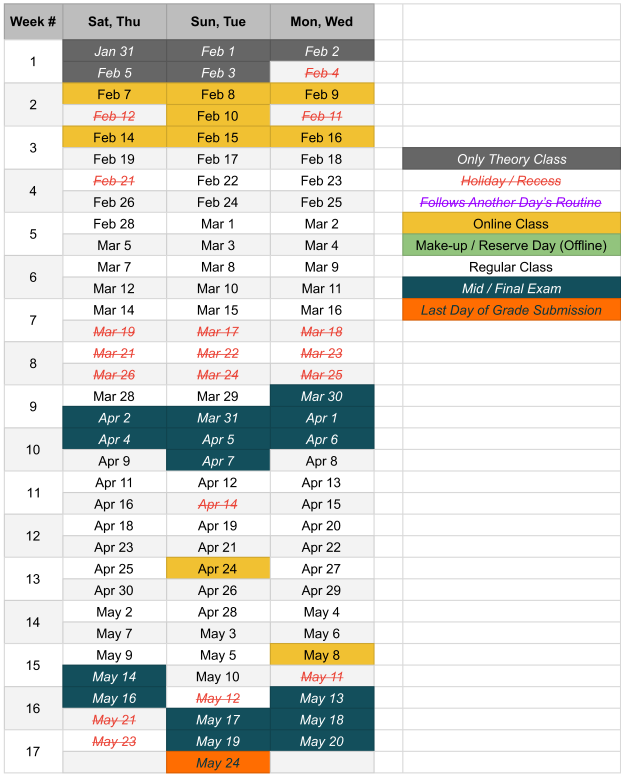 Week # Sat, Thu Sun, Tue Mon, Wed
1 Jan 31 Feb 1 Feb 2
Feb 5 Feb 3 Feb 4
2 Feb 7 Feb 8 Feb 9
Feb 12 Feb 10 Feb 11
3 Feb 14 Feb 15 Feb 16
Feb 19 Feb 17 Feb 18 Only Theory Class
4 Feb 21 Feb 22 Feb 23 Holiday / Recess
Feb 26 Feb 24 Feb 25 Follows Another Day's Routine
5 Feb 28 Mar 1 Mar 2 Online Class
Mar 5 Mar 3 Mar 4 Make-up / Reserve Day (Offline)
6 Mar 7 Mar 8 Mar 9 Regular Class
Mar 12 Mar 10 Mar 11 Mid / Final Exam
7 Mar 14 Mar 15 Mar 16 Last Day of Grade Submission
Mar 19 Mar 17 Mar 18
8 Mar 21 Mar 22 Mar 23
Mar 26 Mar 24 Mar 25
9 Mar 28 Mar 29 Mar 30
Apr 2 Mar 31 Apr 1
10 Apr 4 Apr 5 Apr 6
Apr 9 Apr 7 Apr 8
11 Apr 11 Apr 12 Apr 13
Apr 16 Apr 14 Apr 15
12 Apr 18 Apr 19 Apr 20
Apr 23 Apr 21 Apr 22
13 Apr 25 Apr 24 Apr 27
Apr 30 Apr 26 Apr 29
14 May 2 Apr 28 May 4
May 7 May 3 May 6
15 May 9 May 5 May 8
May 14 May 10 May 11
16 May 16 May 12 May 13
May 21 May 17 May 18
17 May 23 May 19 May 20
May 24